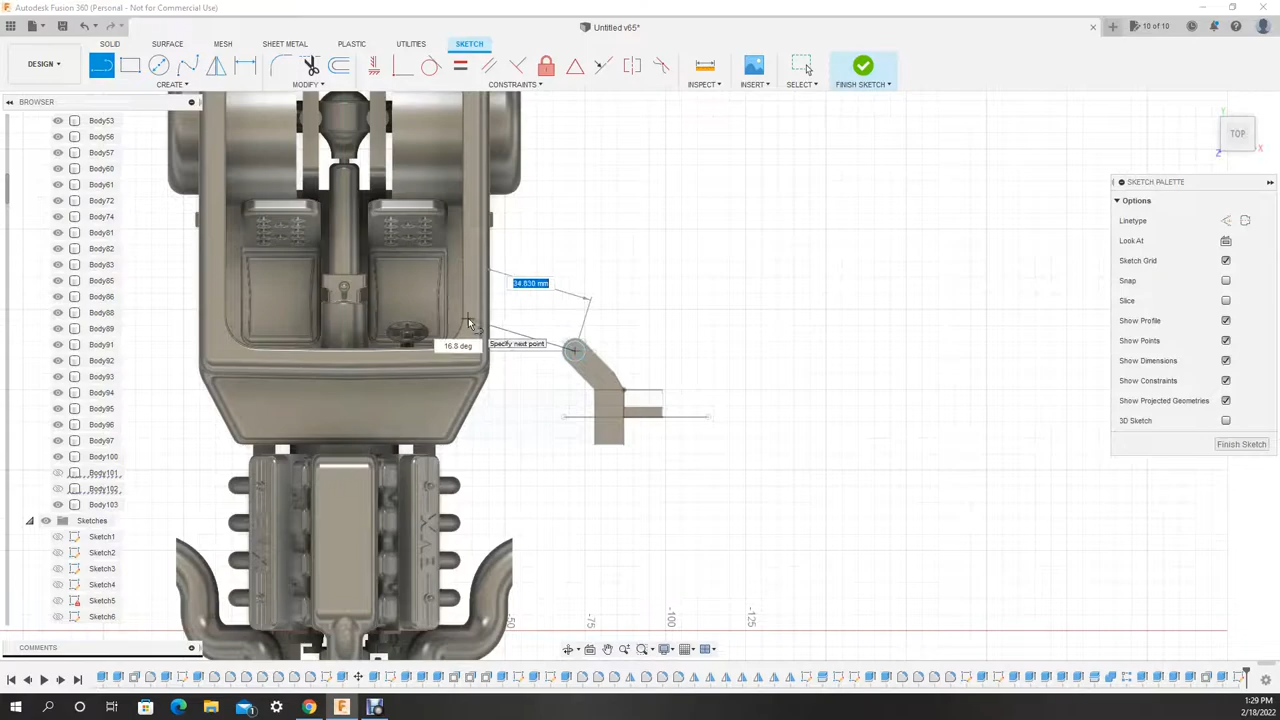 Autodesk Fusion 360 (Personal - Not for Commercial Use)
Untitled v65*
10 of 10
SOLID SURFACE MESH SHEET METAL PLASTIC UTILITIES SKETCH
DESIGN
CREATE MODIFY CONSTRAINTS INSPECT INSERT SELECT FINISH SKETCH
BROWSER
Body53
Body56
Body57
Body60
Body61
Body72
Body74
Body81
Body82
Body83
Body85
Body86
Body88
Body89
Body91
Body92
Body93
Body94
Body95
Body96
Body97
Body100
Body101
Body102
Body103
Sketches
Sketch1
Sketch2
Sketch3
Sketch4
Sketch5
Sketch6
COMMENTS
34.830 mm
16.8 deg
Specify next point
-50
-75
-100
-125
Y
TOP
X
Z
SKETCH PALETTE
Options
Linetype
Look At
Sketch Grid
Snap
Slice
Show Profile
Show Points
Show Dimensions
Show Constraints
Show Projected Geometries
3D Sketch
Finish Sketch
1:29 PM
2/18/2022